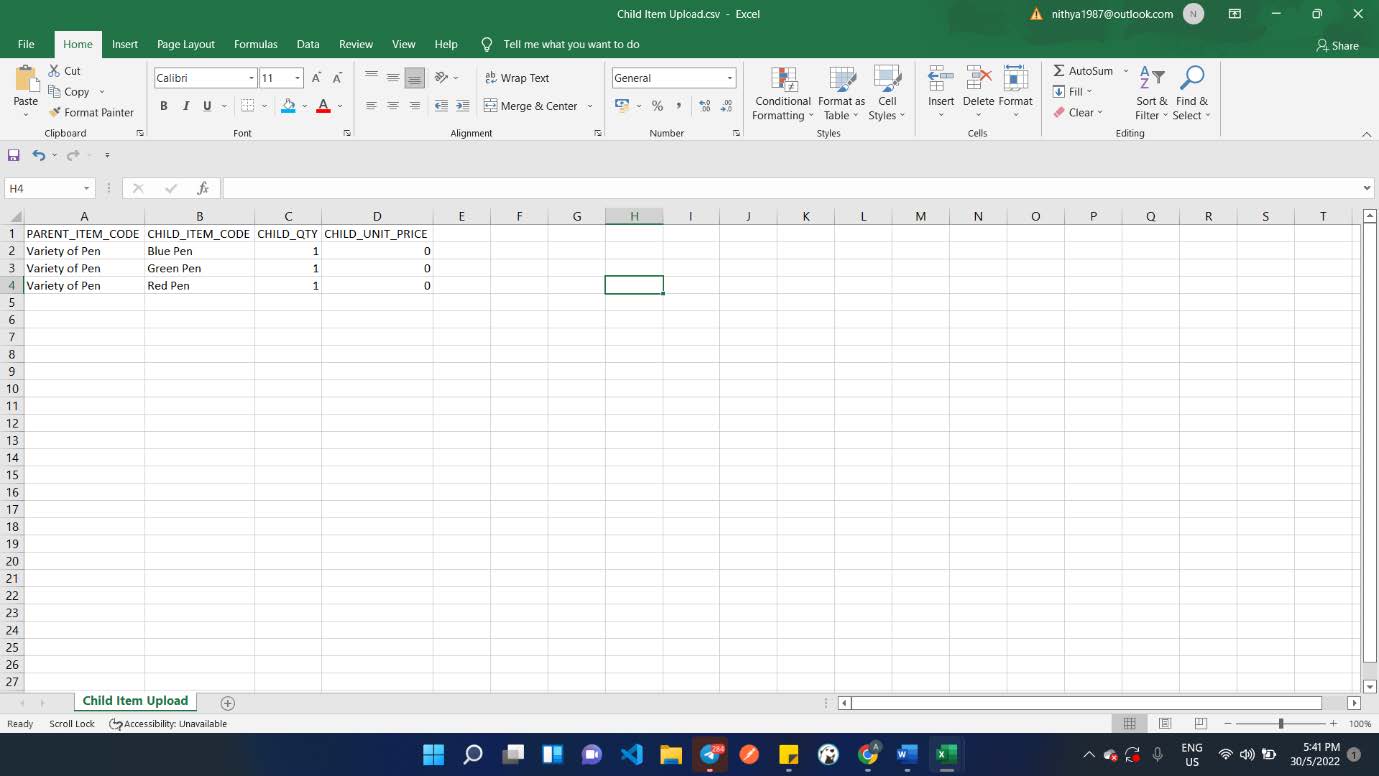 Child Item Upload.csv - Excel
nithya1987@outlook.com N
File Home Insert Page Layout Formulas Data Review View Help Tell me what you want to do Share
Paste Cut Copy Format Painter
Calibri 11
B I U A
Wrap Text
Merge & Center
General
Conditional Formatting Format as Table Cell Styles
Insert Delete Format
AutoSum Fill Clear
Sort & Filter Find & Select
Clipboard Font Alignment Number Styles Cells Editing
H4 fx
A B C D E F G H I J K L M N O P Q R S T
1 PARENT_ITEM_CODE CHILD_ITEM_CODE CHILD_QTY CHILD_UNIT_PRICE
2 Variety of Pen Blue Pen 1 0
3 Variety of Pen Green Pen 1 0
4 Variety of Pen Red Pen 1 0
5
6
7
8
9
10
11
12
13
14
15
16
17
18
19
20
21
22
23
24
25
26
27
Child Item Upload
Ready Scroll Lock Accessibility: Unavailable 100%
284
ENG
US
5:41 PM
30/5/2022
1